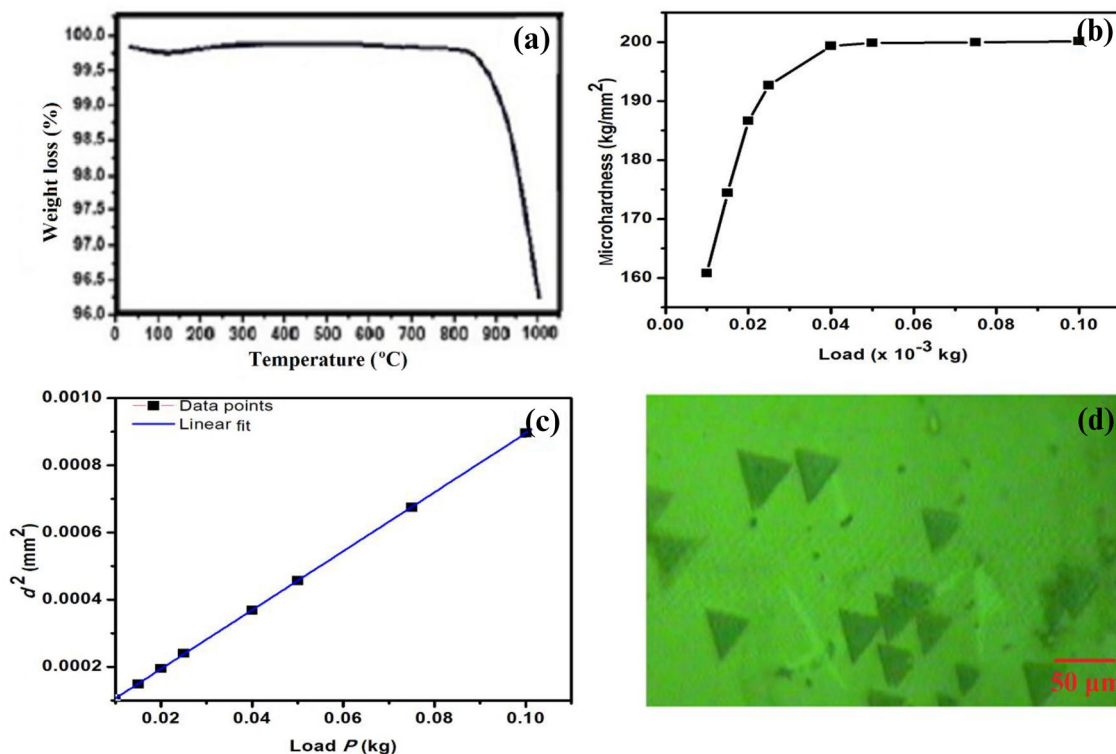 (a)
100.0
99.5
99.0
98.5
98.0
97.5
97.0
96.5
96.0
Weight loss (%)
0 100 200 300 400 500 600 700 800 900 1000
Temperature (°C)
(b)
200
190
180
170
160
Microhardness (kg/mm²)
0.00 0.02 0.04 0.06 0.08 0.10
Load (x 10⁻³ kg)
(c)
Data points
Linear fit
0.0010
0.0008
0.0006
0.0004
0.0002
d² (mm²)
0.02 0.04 0.06 0.08 0.10
Load P (kg)
(d)
50 µm